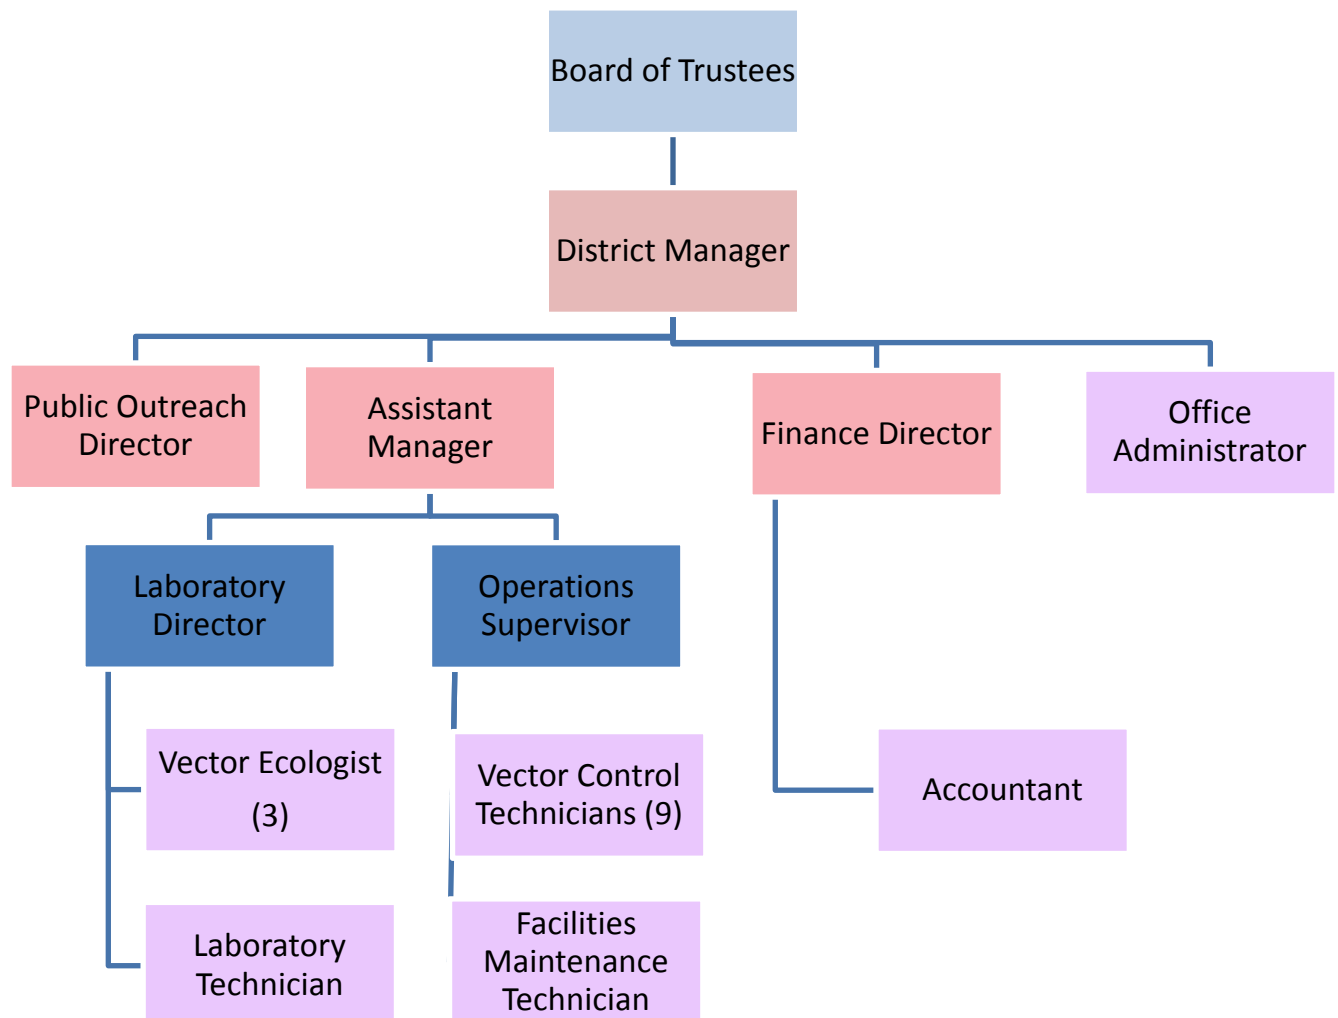 Board of Trustees
District Manager
Public Outreach
Director
Assistant
Manager
Finance Director
Office
Administrator
Laboratory
Director
Operations
Supervisor
Vector Ecologist
(3)
Vector Control
Technicians (9)
Accountant
Laboratory
Technician
Facilities
Maintenance
Technician